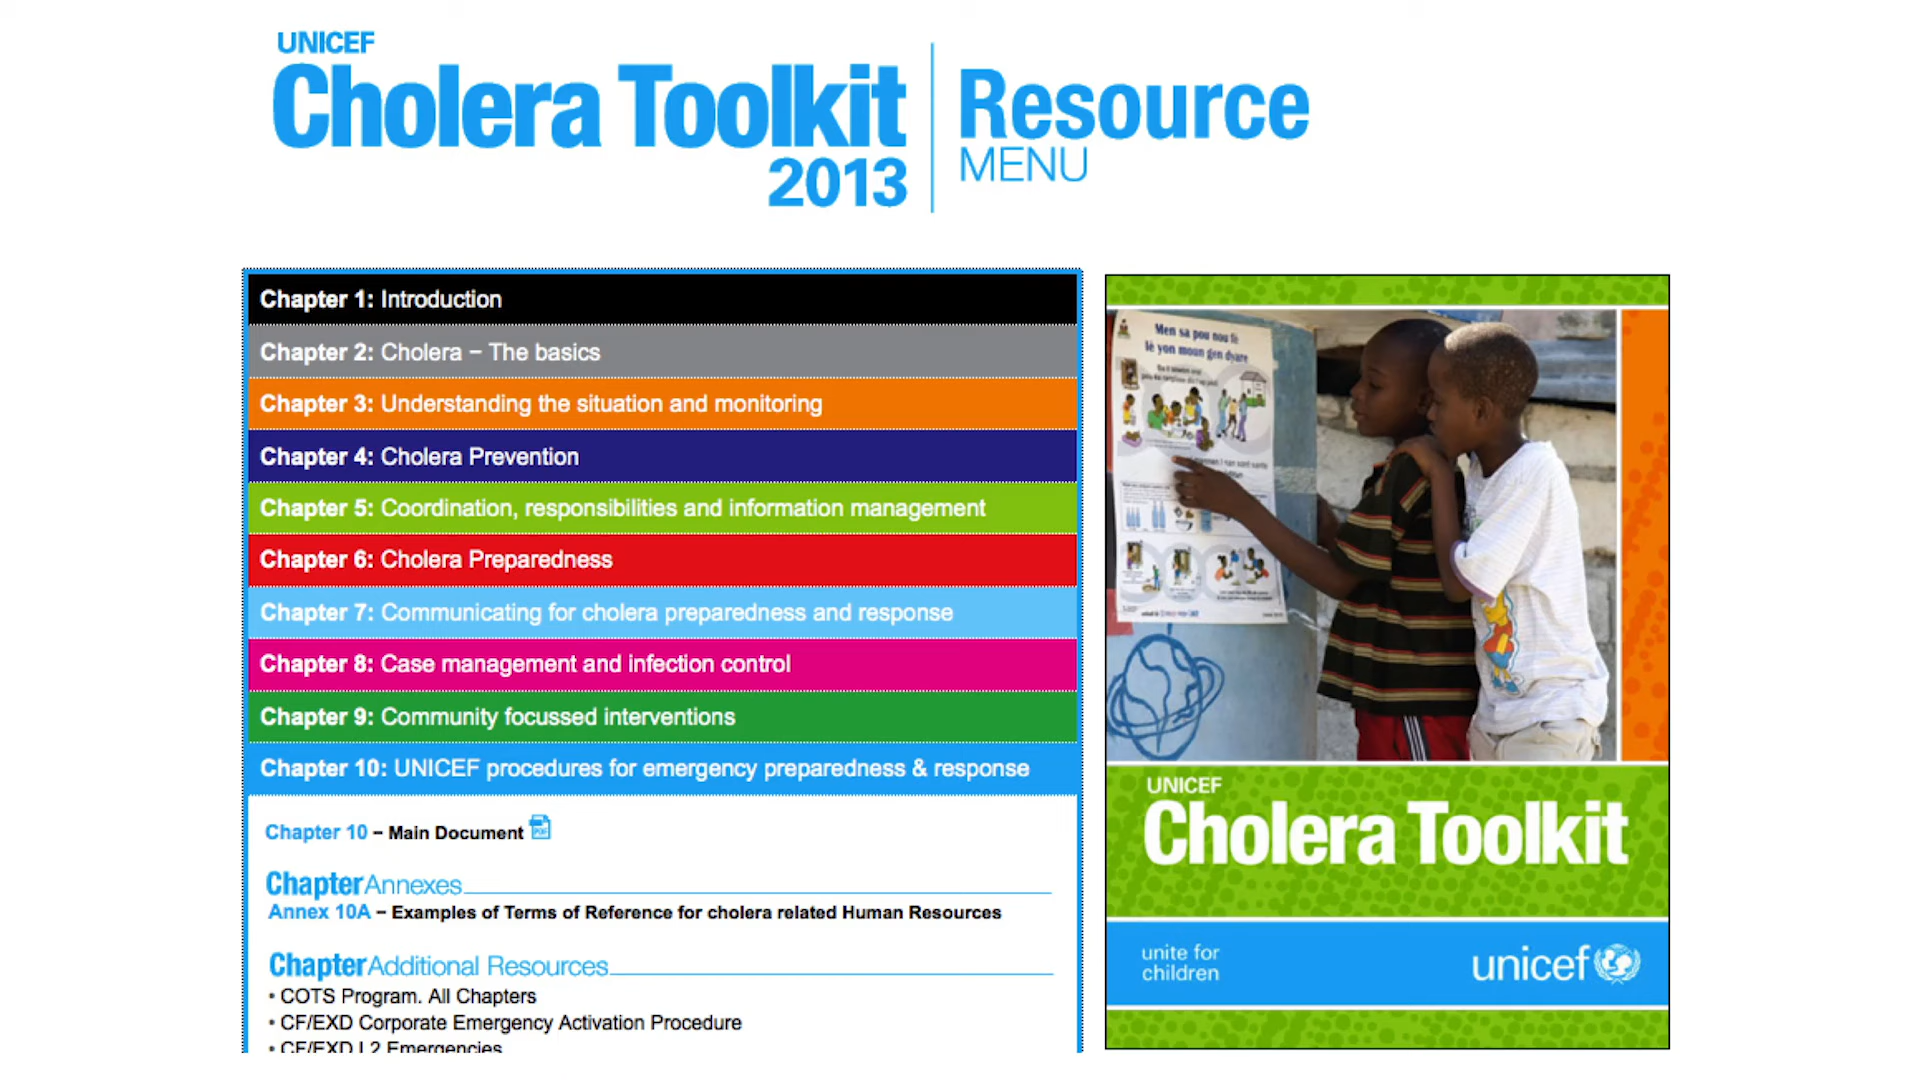 UNICEF
Cholera Toolkit
2013
Resource
MENU
Chapter 1: Introduction
Chapter 2: Cholera – The basics
Chapter 3: Understanding the situation and monitoring
Chapter 4: Cholera Prevention
Chapter 5: Coordination, responsibilities and information management
Chapter 6: Cholera Preparedness
Chapter 7: Communicating for cholera preparedness and response
Chapter 8: Case management and infection control
Chapter 9: Community focussed interventions
Chapter 10: UNICEF procedures for emergency preparedness & response
Chapter 10 – Main Document
PDF
ChapterAnnexes
Annex 10A – Examples of Terms of Reference for cholera related Human Resources
ChapterAdditional Resources
• COTS Program. All Chapters
• CF/EXD Corporate Emergency Activation Procedure
• CF/EXD L2 Emergencies
Men sa pou nou fè
lè yon moun gen dyare
UNICEF
Cholera Toolkit
unite for
children
unicef